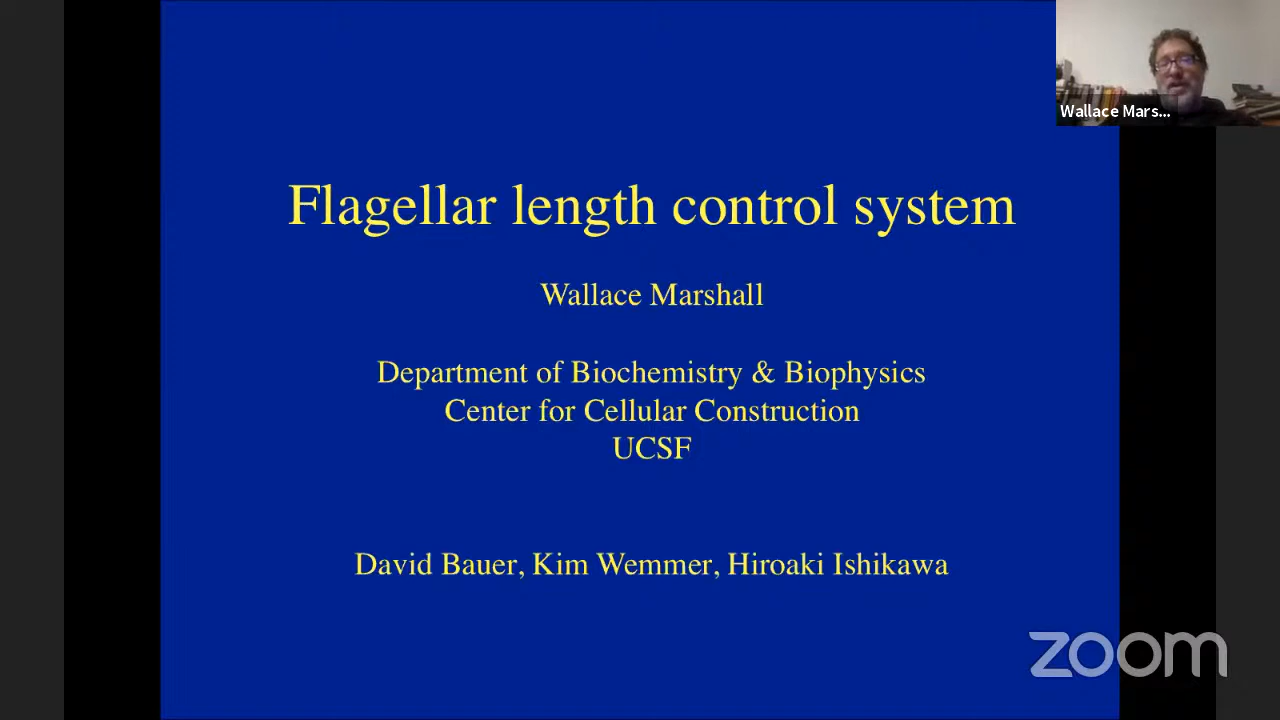 Wallace Mars...
Flagellar length control system
Wallace Marshall
Department of Biochemistry & Biophysics
Center for Cellular Construction
UCSF
David Bauer, Kim Wemmer, Hiroaki Ishikawa
zoom